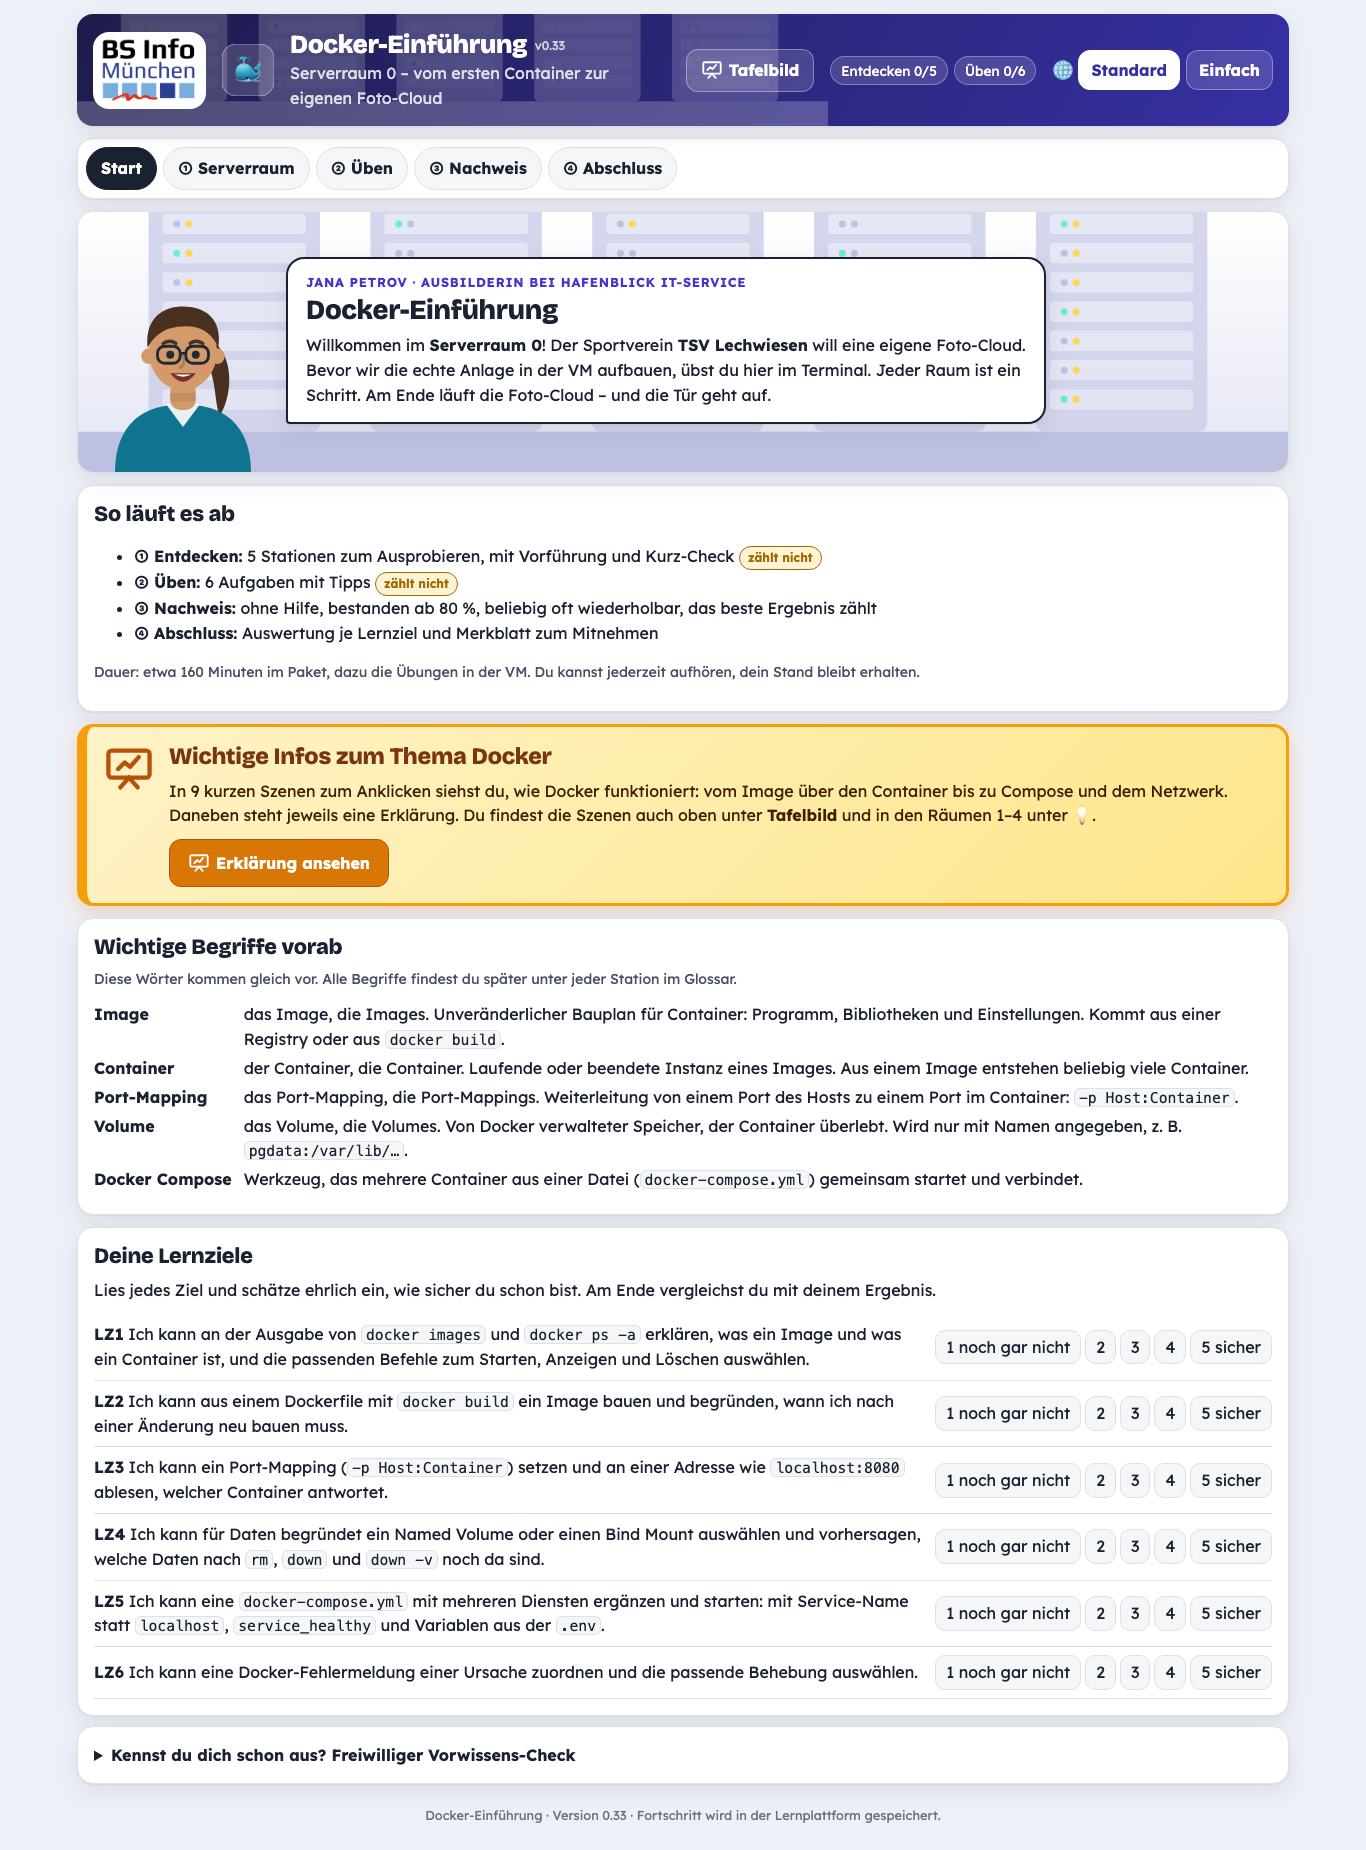 BS Info
München
Docker-Einführung v0.33
Serverraum 0 – vom ersten Container zur
eigenen Foto-Cloud
Tafelbild
Entdecken 0/5
Üben 0/6
Standard
Einfach
Start
① Serverraum
② Üben
③ Nachweis
④ Abschluss
JANA PETROV · AUSBILDERIN BEI HAFENBLICK IT-SERVICE
Docker-Einführung
Willkommen im Serverraum 0! Der Sportverein TSV Lechwiesen will eine eigene Foto-Cloud.
Bevor wir die echte Anlage in der VM aufbauen, übst du hier im Terminal. Jeder Raum ist ein
Schritt. Am Ende läuft die Foto-Cloud – und die Tür geht auf.
So läuft es ab
• ① Entdecken: 5 Stationen zum Ausprobieren, mit Vorführung und Kurz-Check zählt nicht
• ② Üben: 6 Aufgaben mit Tipps zählt nicht
• ③ Nachweis: ohne Hilfe, bestanden ab 80 %, beliebig oft wiederholbar, das beste Ergebnis zählt
• ④ Abschluss: Auswertung je Lernziel und Merkblatt zum Mitnehmen
Dauer: etwa 160 Minuten im Paket, dazu die Übungen in der VM. Du kannst jederzeit aufhören, dein Stand bleibt erhalten.
Wichtige Infos zum Thema Docker
In 9 kurzen Szenen zum Anklicken siehst du, wie Docker funktioniert: vom Image über den Container bis zu Compose und dem Netzwerk.
Daneben steht jeweils eine Erklärung. Du findest die Szenen auch oben unter Tafelbild und in den Räumen 1–4 unter 💡.
Erklärung ansehen
Wichtige Begriffe vorab
Diese Wörter kommen gleich vor. Alle Begriffe findest du später unter jeder Station im Glossar.
Image das Image, die Images. Unveränderlicher Bauplan für Container: Programm, Bibliotheken und Einstellungen. Kommt aus einer
Registry oder aus docker build.
Container der Container, die Container. Laufende oder beendete Instanz eines Images. Aus einem Image entstehen beliebig viele Container.
Port-Mapping das Port-Mapping, die Port-Mappings. Weiterleitung von einem Port des Hosts zu einem Port im Container: -p Host:Container.
Volume das Volume, die Volumes. Von Docker verwalteter Speicher, der Container überlebt. Wird nur mit Namen angegeben, z. B.
pgdata:/var/lib/….
Docker Compose Werkzeug, das mehrere Container aus einer Datei (docker-compose.yml) gemeinsam startet und verbindet.
Deine Lernziele
Lies jedes Ziel und schätze ehrlich ein, wie sicher du schon bist. Am Ende vergleichst du mit deinem Ergebnis.
LZ1 Ich kann an der Ausgabe von docker images und docker ps -a erklären, was ein Image und was
ein Container ist, und die passenden Befehle zum Starten, Anzeigen und Löschen auswählen.
1 noch gar nicht 2 3 4 5 sicher
LZ2 Ich kann aus einem Dockerfile mit docker build ein Image bauen und begründen, wann ich nach
einer Änderung neu bauen muss.
1 noch gar nicht 2 3 4 5 sicher
LZ3 Ich kann ein Port-Mapping (-p Host:Container) setzen und an einer Adresse wie localhost:8080
ablesen, welcher Container antwortet.
1 noch gar nicht 2 3 4 5 sicher
LZ4 Ich kann für Daten begründet ein Named Volume oder einen Bind Mount auswählen und vorhersagen,
welche Daten nach rm, down und down -v noch da sind.
1 noch gar nicht 2 3 4 5 sicher
LZ5 Ich kann eine docker-compose.yml mit mehreren Diensten ergänzen und starten: mit Service-Name
statt localhost, service_healthy und Variablen aus der .env.
1 noch gar nicht 2 3 4 5 sicher
LZ6 Ich kann eine Docker-Fehlermeldung einer Ursache zuordnen und die passende Behebung auswählen.
1 noch gar nicht 2 3 4 5 sicher
▶ Kennst du dich schon aus? Freiwilliger Vorwissens-Check
Docker-Einführung · Version 0.33 · Fortschritt wird in der Lernplattform gespeichert.